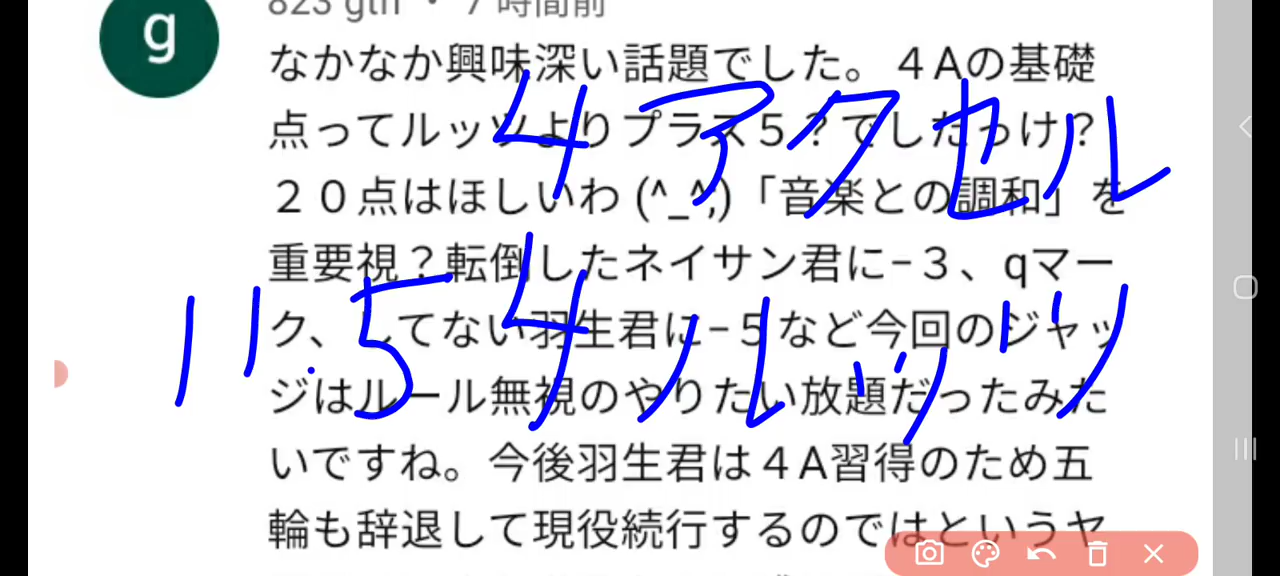 823 gth・7 時間前
g
なかなか興味深い話題でした。４Aの基礎
点ってルッツよりプラス５？でしたっけ？
２０点はほしいわ (^_^;)「音楽との調和」を
重要視？転倒したネイサン君に−３、qマー
ク、してない羽生君に−５など今回のジャッ
ジはルール無視のやりたい放題だったみた
いですね。今後羽生君は４A習得のため五
輪も辞退して現役続行するのではというヤ
4アクセル
11.5 4ルッツ